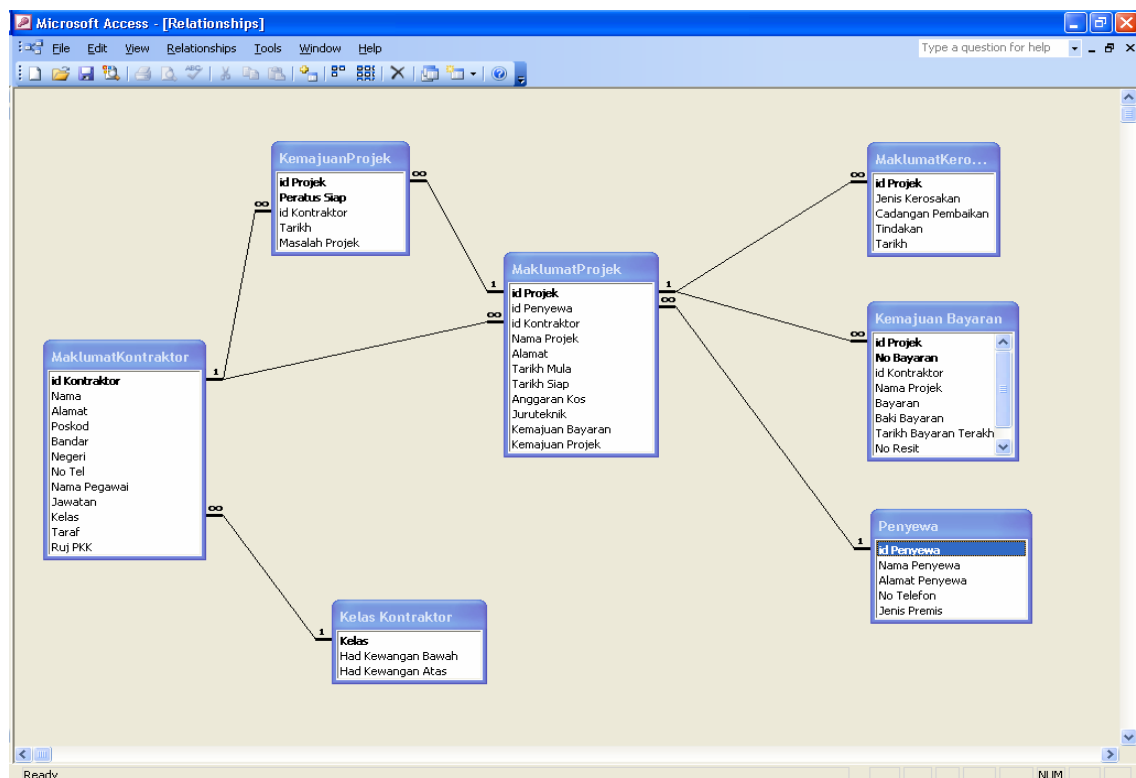 Microsoft Access - [Relationships]
File Edit View Relationships Tools Window Help
Type a question for help
KemajuanProjek
id Projek
Peratus Siap
id Kontraktor
Tarikh
Masalah Projek
MaklumatKero...
id Projek
Jenis Kerosakan
Cadangan Pembaikan
Tindakan
Tarikh
MaklumatProjek
id Projek
id Penyewa
id Kontraktor
Nama Projek
Alamat
Tarikh Mula
Tarikh Siap
Anggaran Kos
Juruteknik
Kemajuan Bayaran
Kemajuan Projek
Kemajuan Bayaran
id Projek
No Bayaran
id Kontraktor
Nama Projek
Bayaran
Baki Bayaran
Tarikh Bayaran Terakh
No Resit
MaklumatKontraktor
id Kontraktor
Nama
Alamat
Poskod
Bandar
Negeri
No Tel
Nama Pegawai
Jawatan
Kelas
Taraf
Ruj PKK
Penyewa
id Penyewa
Nama Penyewa
Alamat Penyewa
No Telefon
Jenis Premis
Kelas Kontraktor
Kelas
Had Kewangan Bawah
Had Kewangan Atas
∞
∞
1
∞
1
1
∞
∞
∞
1
∞
1
Ready
NUM